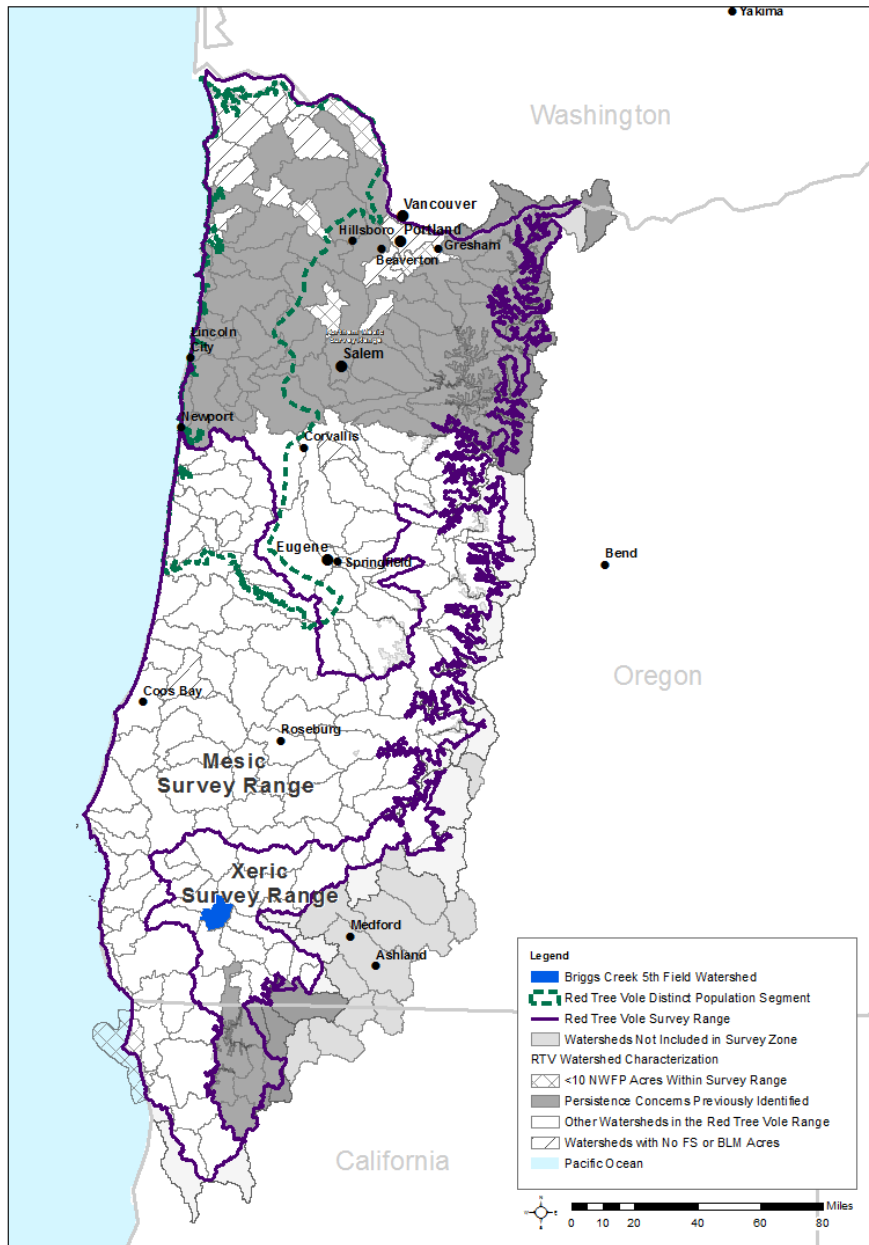 Yakima
Washington
Vancouver
Hillsboro
Portland
Gresham
Beaverton
Northern Mesic
Survey Range
Salem
Lincoln
City
Newport
Corvallis
Eugene
Springfield
Bend
Oregon
Coos Bay
Roseburg
Mesic
Survey Range
Xeric
Survey Range
Medford
Ashland
California
Legend
Briggs Creek 5th Field Watershed
Red Tree Vole Distinct Population Segment
Red Tree Vole Survey Range
Watersheds Not Included in Survey Zone
RTV Watershed Characterization
<10 NWFP Acres Within Survey Range
Persistence Concerns Previously Identified
Other Watersheds in the Red Tree Vole Range
Watersheds with No FS or BLM Acres
Pacific Ocean
N
W E
S
Miles
0 10 20 40 60 80